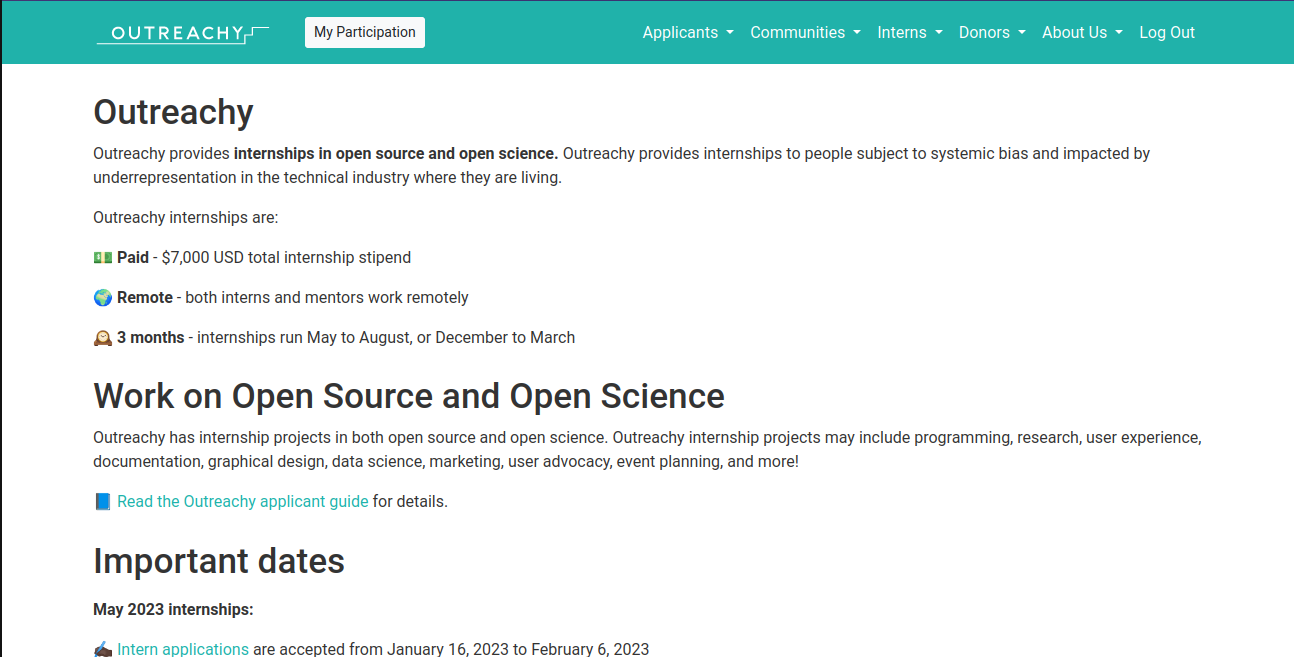 OUTREACHY
My Participation
Applicants
Communities
Interns
Donors
About Us
Log Out
Outreachy
Outreachy provides internships in open source and open science. Outreachy provides internships to people subject to systemic bias and impacted by
underrepresentation in the technical industry where they are living.
Outreachy internships are:
Paid - $7,000 USD total internship stipend
Remote - both interns and mentors work remotely
3 months - internships run May to August, or December to March
Work on Open Source and Open Science
Outreachy has internship projects in both open source and open science. Outreachy internship projects may include programming, research, user experience,
documentation, graphical design, data science, marketing, user advocacy, event planning, and more!
Read the Outreachy applicant guide for details.
Important dates
May 2023 internships:
Intern applications are accepted from January 16, 2023 to February 6, 2023